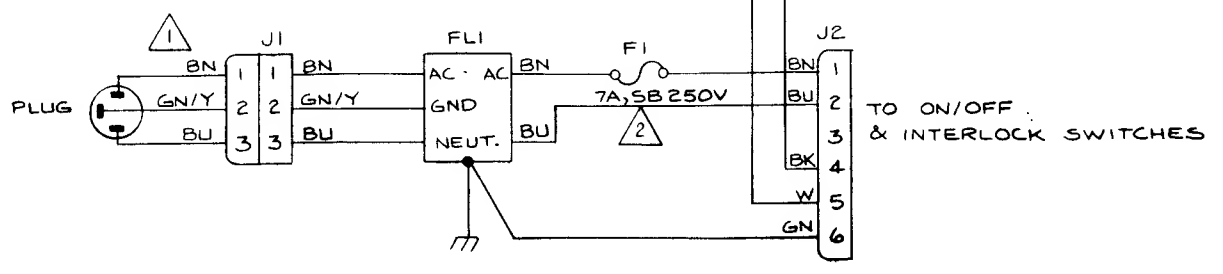 1
J1
FL1
F1
J2
PLUG
BN
GN/Y
BU
1
2
3
1
2
3
BN
GN/Y
BU
AC · AC
GND
NEUT.
BN
BU
7A, SB 250V
2
BN
BU
BK
W
GN
1
2
3
4
5
6
TO ON/OFF
& INTERLOCK SWITCHES